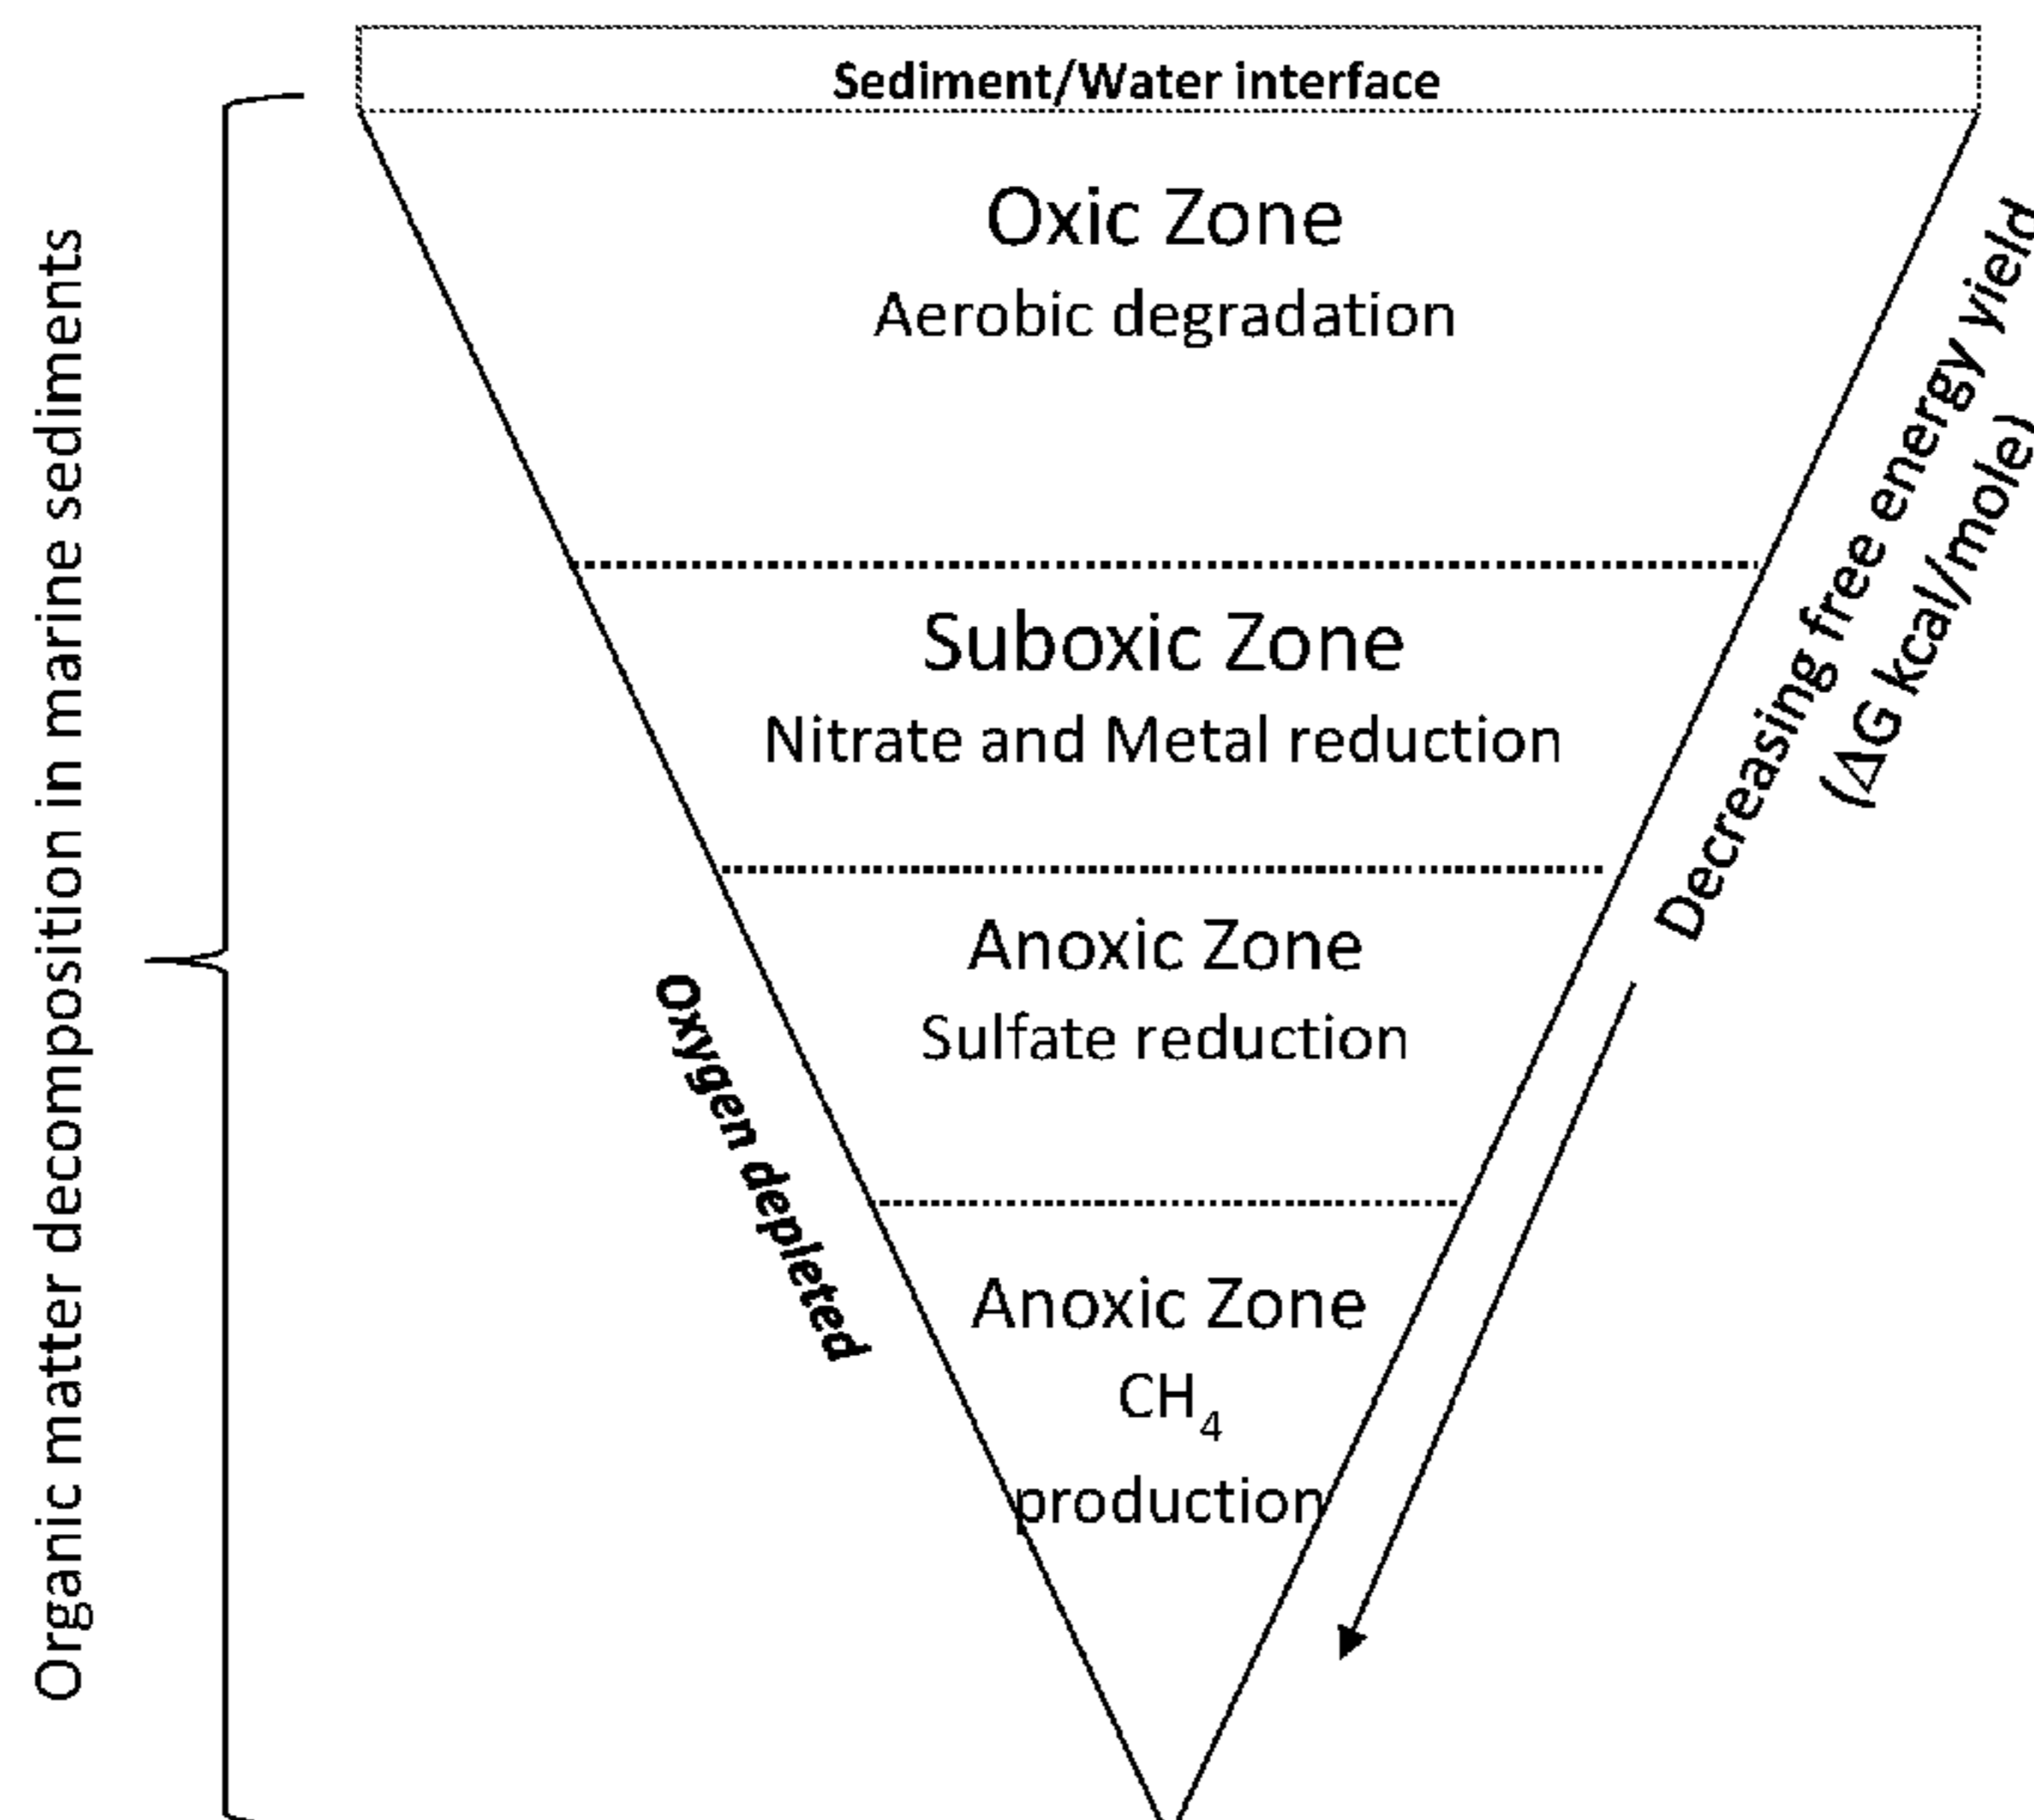 Sediment/Water interface
Oxic Zone
Aerobic degradation
Suboxic Zone
Nitrate and Metal reduction
Anoxic Zone
Sulfate reduction
Anoxic Zone
CH₄
production
Organic matter decomposition in marine sediments
Oxygen depleted
Decreasing free energy yield
(ΔG kcal/mole)